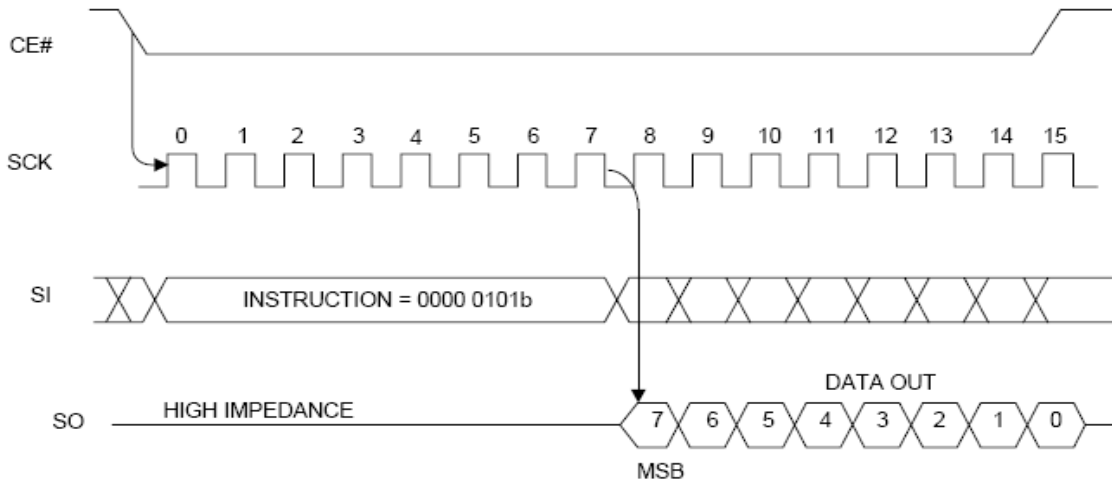 CE#
0 1 2 3 4 5 6 7 8 9 10 11 12 13 14 15
SCK
SI INSTRUCTION = 0000 0101b
DATA OUT
HIGH IMPEDANCE
SO 7 6 5 4 3 2 1 0
MSB